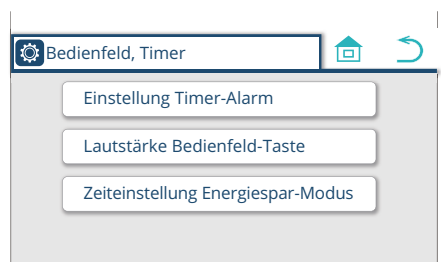 Bedienfeld, Timer
Einstellung Timer-Alarm
Lautstärke Bedienfeld-Taste
Zeiteinstellung Energiespar-Modus